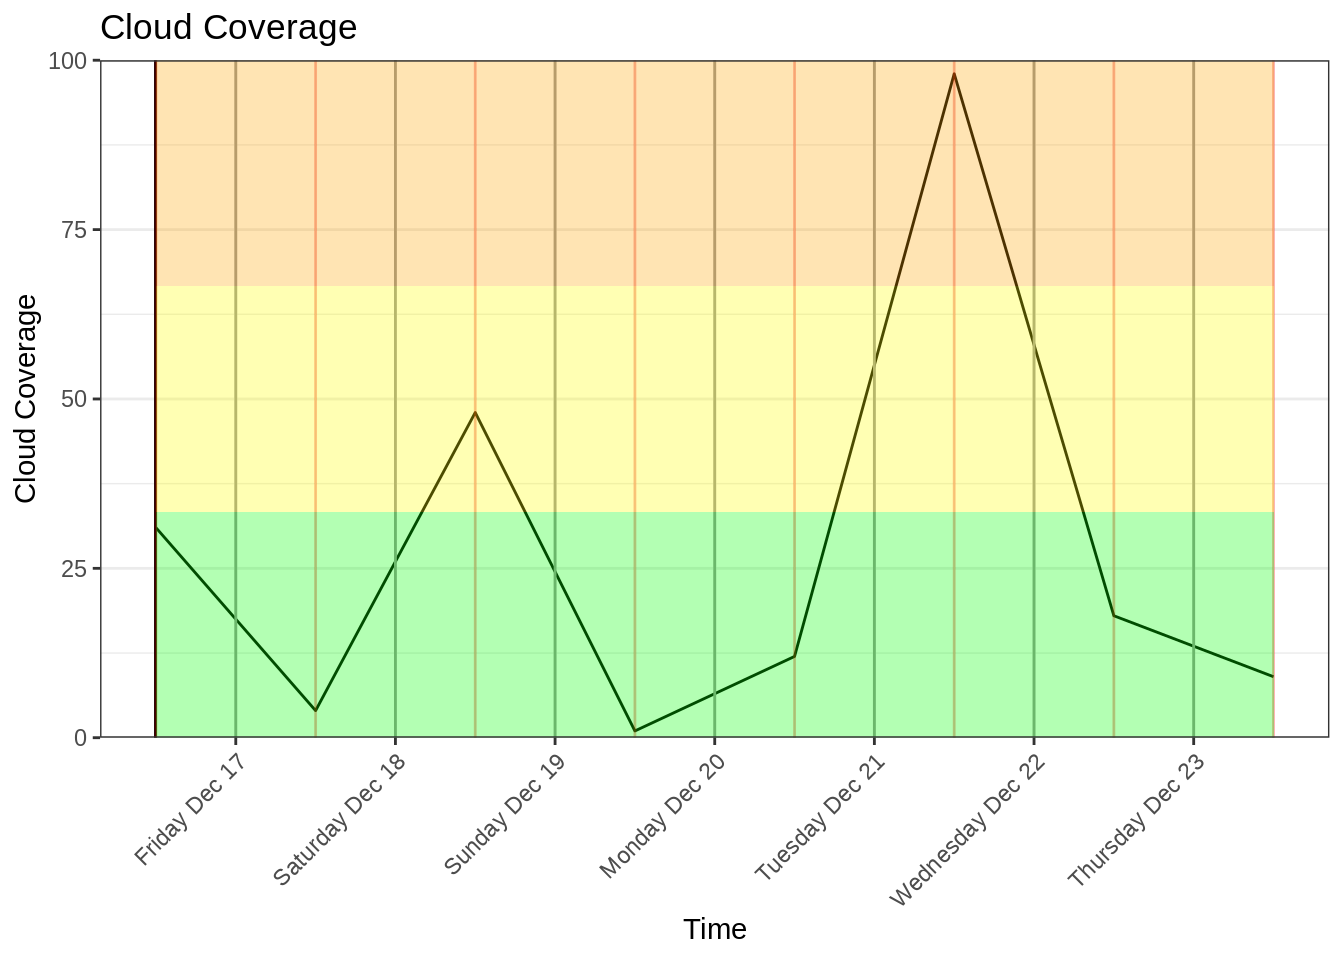 Cloud Coverage
100
75
50
25
0
Cloud Coverage
Friday Dec 17
Saturday Dec 18
Sunday Dec 19
Monday Dec 20
Tuesday Dec 21
Wednesday Dec 22
Thursday Dec 23
Time